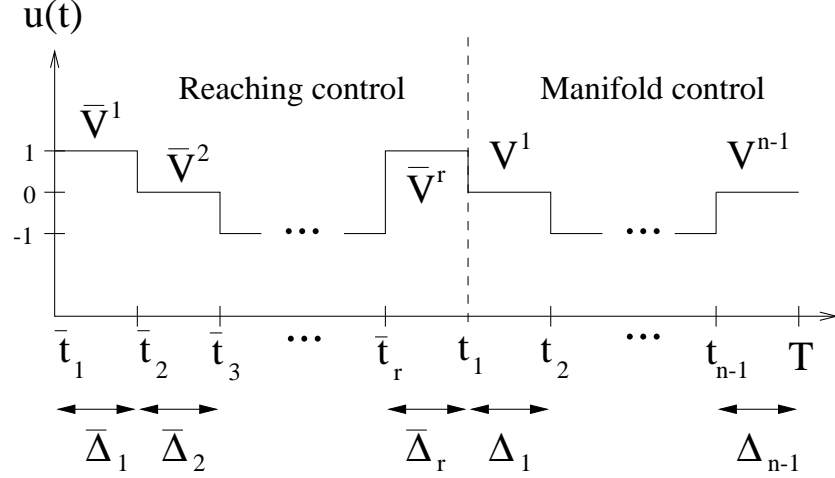 u(t)
Reaching control Manifold control
V̄¹ V̄² V̄ʳ V¹ Vⁿ⁻¹
1
0
-1
... ...
t̄₁ t̄₂ t̄₃ ... t̄ᵣ t₁ t₂ ... tₙ₋₁ T
Δ̄₁ Δ̄₂ Δ̄ᵣ Δ₁ Δₙ₋₁